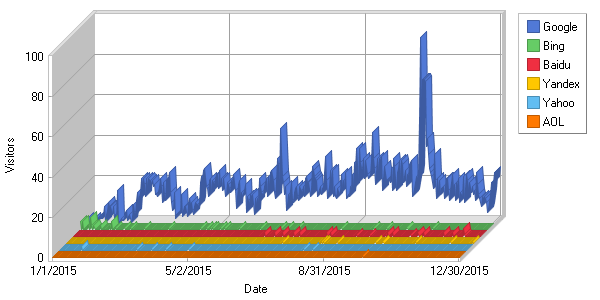 100
80
60
40
20
0
Visitors
1/1/2015
5/2/2015
8/31/2015
12/30/2015
Date
Google
Bing
Baidu
Yandex
Yahoo
AOL